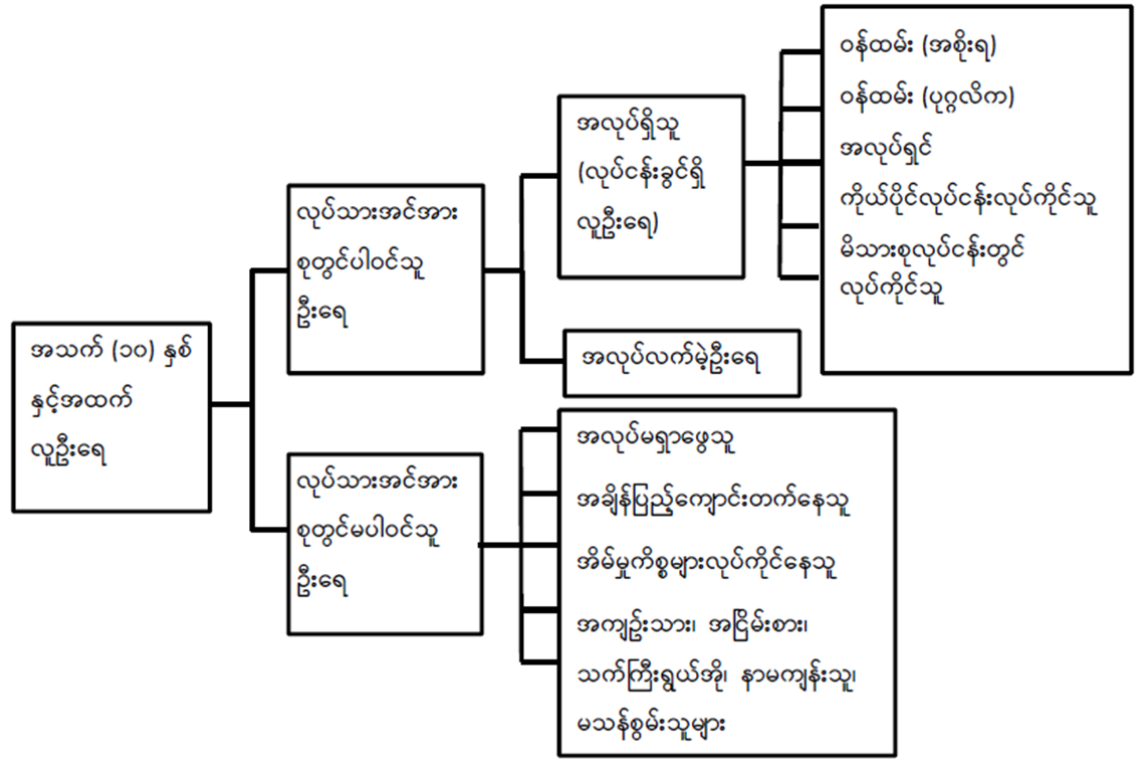 အသက် (၁၀) နှစ်
နှင့်အထက်
လူဦးရေ
လုပ်သားအင်အား
စုတွင်ပါဝင်သူ
ဦးရေ
အလုပ်ရှိသူ
(လုပ်ငန်းခွင်ရှိ
လူဦးရေ)
ဝန်ထမ်း (အစိုးရ)
ဝန်ထမ်း (ပုဂ္ဂလိက)
အလုပ်ရှင်
ကိုယ်ပိုင်လုပ်ငန်းလုပ်ကိုင်သူ
မိသားစုလုပ်ငန်းတွင်
လုပ်ကိုင်သူ
အလုပ်လက်မဲ့ဦးရေ
လုပ်သားအင်အား
စုတွင်မပါဝင်သူ
ဦးရေ
အလုပ်မရှာဖွေသူ
အချိန်ပြည့်ကျောင်းတက်နေသူ
အိမ်မှုကိစ္စများလုပ်ကိုင်နေသူ
အကျဉ်းသား၊ အငြိမ်းစား၊
သက်ကြီးရွယ်အို၊ နာမကျန်းသူ၊
မသန်စွမ်းသူများ